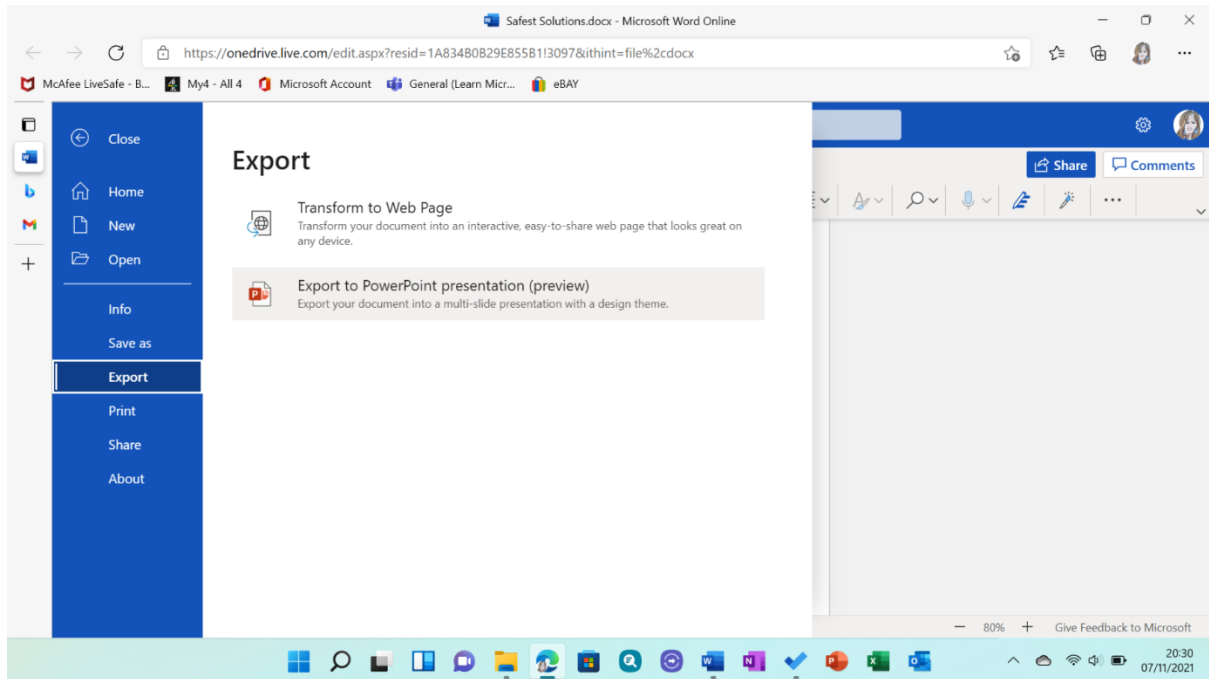 Safest Solutions.docx - Microsoft Word Online
https://onedrive.live.com/edit.aspx?resid=1A834B0B29E855B1!3097&ithint=file%2cdocx
McAfee LiveSafe - B... My4 - All 4 Microsoft Account General (Learn Micr... eBAY
Close
Home
New
Open
Info
Save as
Export
Print
Share
About
Export
Transform to Web Page
Transform your document into an interactive, easy-to-share web page that looks great on
any device.
Export to PowerPoint presentation (preview)
Export your document into a multi-slide presentation with a design theme.
Share Comments
80% Give Feedback to Microsoft
20:30
07/11/2021